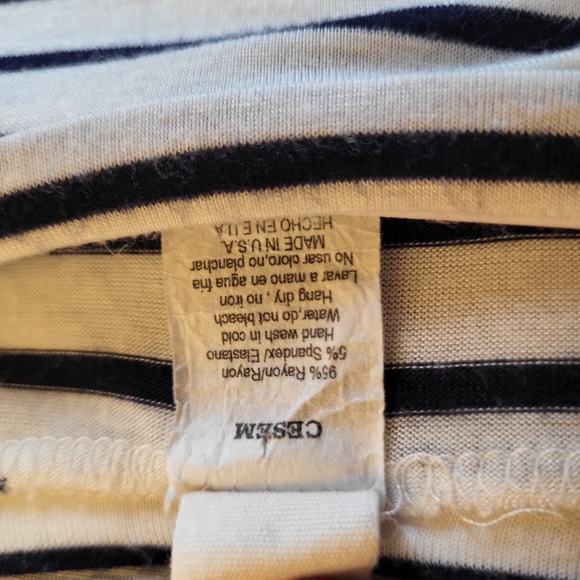 CESEM
95% Rayon/Rayon
5% Spandex/ Elastano
Hand wash in cold
Water,do not bleach
Hang dry , no iron
Lavar a mano en agua fria
No usar cloro,no planchar
MADE IN U.S.A.
HECHO EN E.U.A